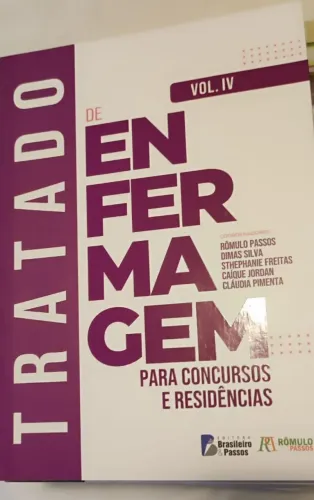 TRATADO
VOL. IV
DE
EN
FER
MA
GEM
RÔMULO PASSOS
DIMAS SILVA
STHEPHANIE FREITAS
CAÍQUE JORDAN
CLÁUDIA PIMENTA
PARA CONCURSOS
E RESIDÊNCIAS
EDITORA
Brasileiro
& Passos
RÔMULO
PASSOS